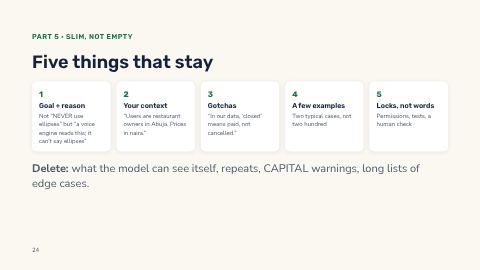 PART 5 • SLIM, NOT EMPTY
Five things that stay
1
Goal + reason
Not "NEVER use
ellipses" but "a voice
engine reads this; it
can't say ellipses"
2
Your context
"Users are restaurant
owners in Abuja. Prices
in naira."
3
Gotchas
"In our data, 'closed'
means paid, not
cancelled."
4
A few examples
Two typical cases, not
two hundred
5
Locks, not words
Permissions, tests, a
human check
Delete: what the model can see itself, repeats, CAPITAL warnings, long lists of
edge cases.
24